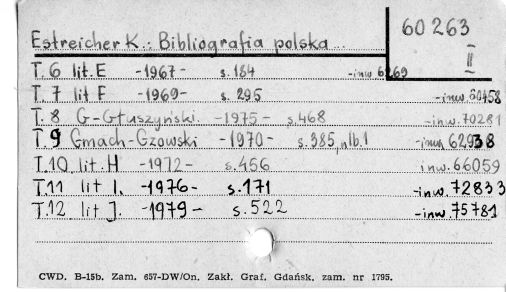 60 263
II
Estreicher K.: Bibliografia polska
T. 6 lit. E -1967- s. 184 -inw 6269
T. 7 lit F -1969- s. 295 -inw. 60458
T. 8 G-Głuszyński. -1975- s. 468 -inw. 70281
T. 9 Gmach-Gzowski -1970- s. 385, nlb. 1 -inw. 62938
T. 10 lit. H -1972- s. 456 inw. 66059
T. 11 lit I. -1976- s. 171 -inw. 72833
T. 12 lit J. -1979- s. 522 -inw. 75781
CWD. B-15b. Zam. 657-DW/On. Zakł. Graf. Gdańsk. zam. nr 1795.